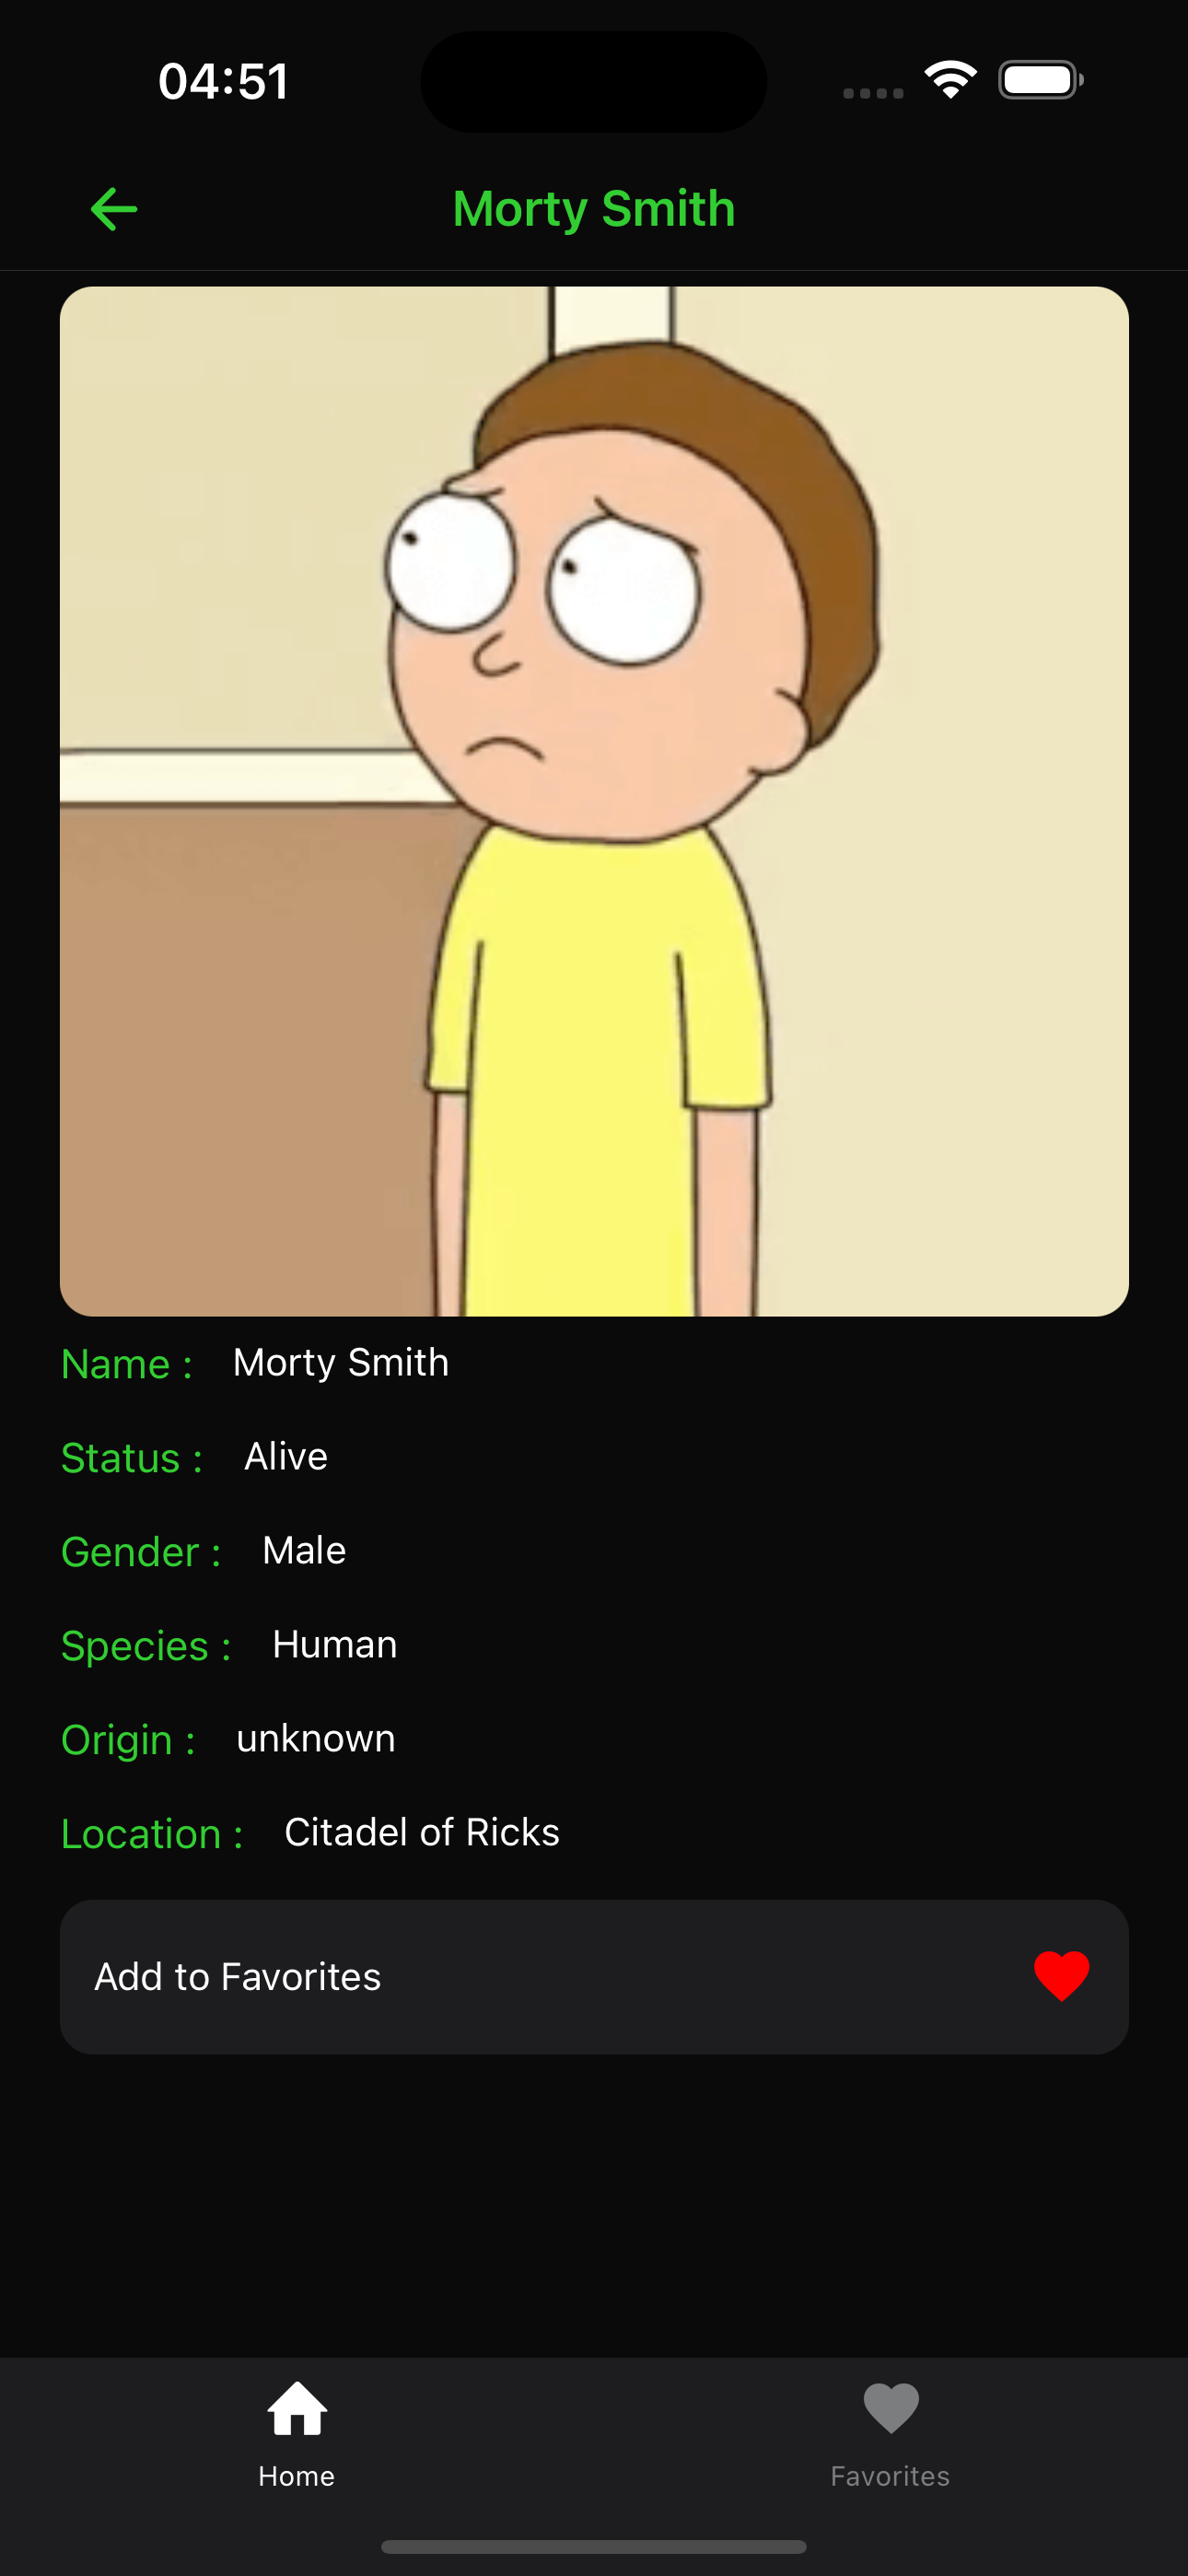 04:51
Morty Smith
Name : Morty Smith
Status : Alive
Gender : Male
Species : Human
Origin : unknown
Location : Citadel of Ricks
Add to Favorites
Home Favorites